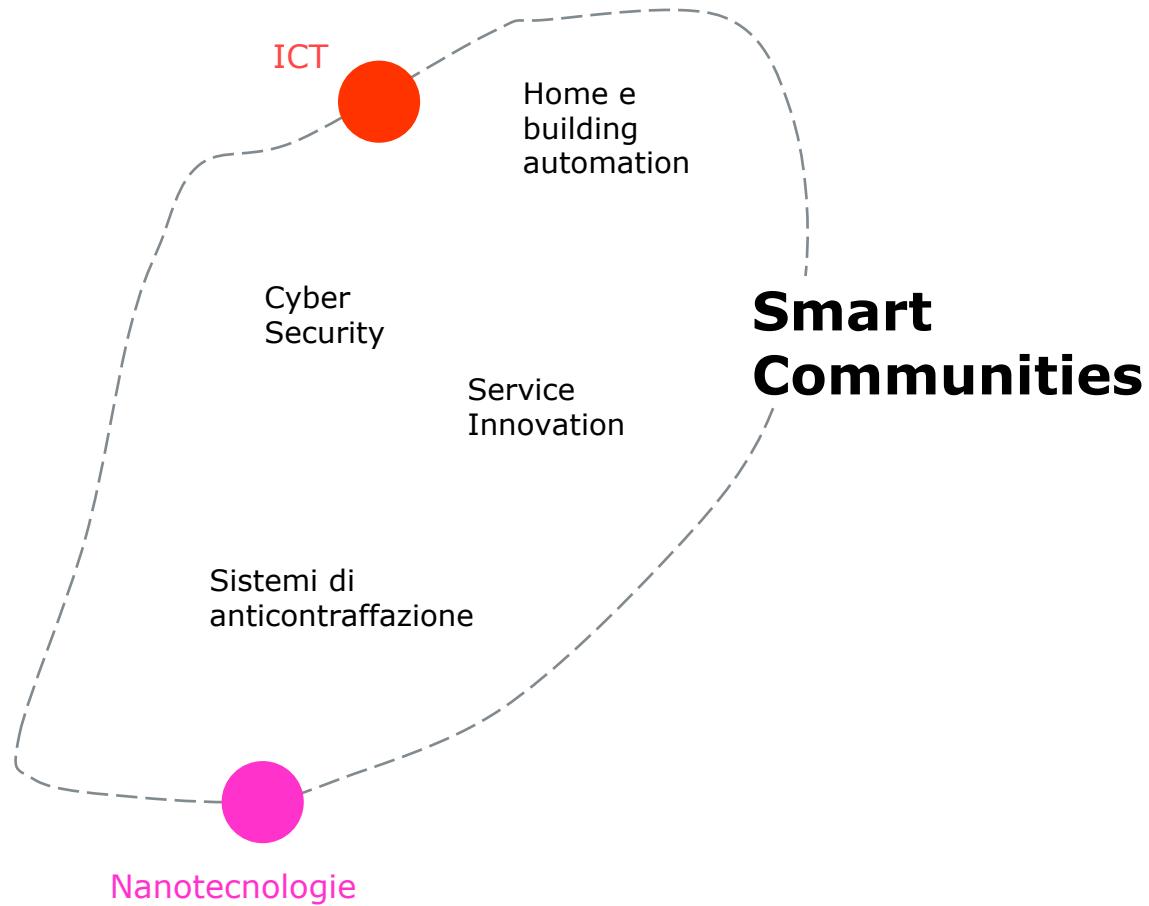 ICT
Home e
building
automation
Cyber
Security
Smart
Communities
Service
Innovation
Sistemi di
anticontraffazione
Nanotecnologie